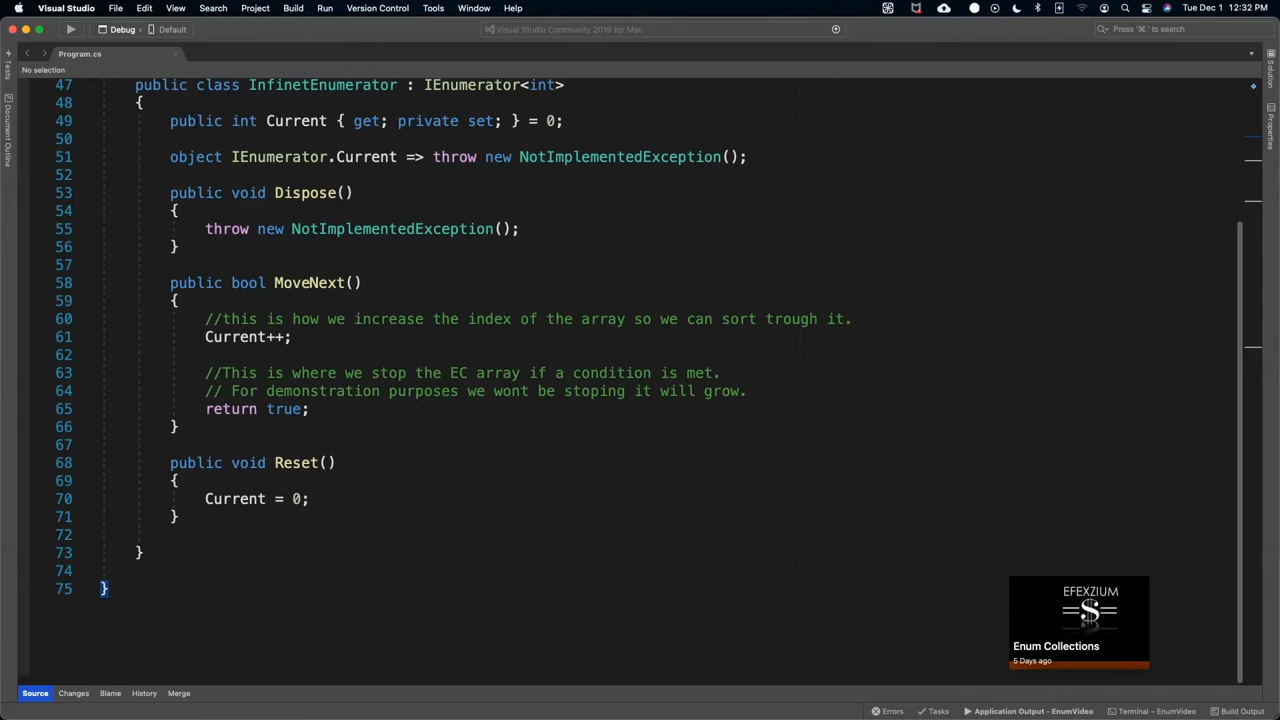 Visual Studio File Edit View Search Project Build Run Version Control Tools Window Help Tue Dec 1 12:32 PM
Debug › Default Visual Studio Community 2019 for Mac Press '⌘.' to search
Program.cs
No selection
Tests
Document Outline
Solution
Properties
47 public class InfinetEnumerator : IEnumerator<int>
48 {
49 public int Current { get; private set; } = 0;
50
51 object IEnumerator.Current => throw new NotImplementedException();
52
53 public void Dispose()
54 {
55 throw new NotImplementedException();
56 }
57
58 public bool MoveNext()
59 {
60 //this is how we increase the index of the array so we can sort trough it.
61 Current++;
62
63 //This is where we stop the EC array if a condition is met.
64 // For demonstration purposes we wont be stoping it will grow.
65 return true;
66 }
67
68 public void Reset()
69 {
70 Current = 0;
71 }
72
73 }
74
75 }
EFEXZIUM
Enum Collections
5 Days ago
Source Changes Blame History Merge
Errors Tasks Application Output - EnumVideo Terminal – EnumVideo Build Output